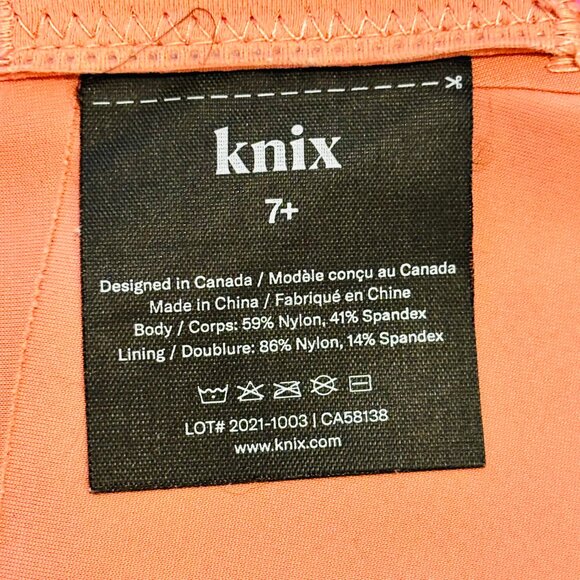 knix
7+
Designed in Canada / Modèle conçu au Canada
Made in China / Fabriqué en Chine
Body / Corps: 59% Nylon, 41% Spandex
Lining / Doublure: 86% Nylon, 14% Spandex
LOT# 2021-1003 | CA58138
www.knix.com